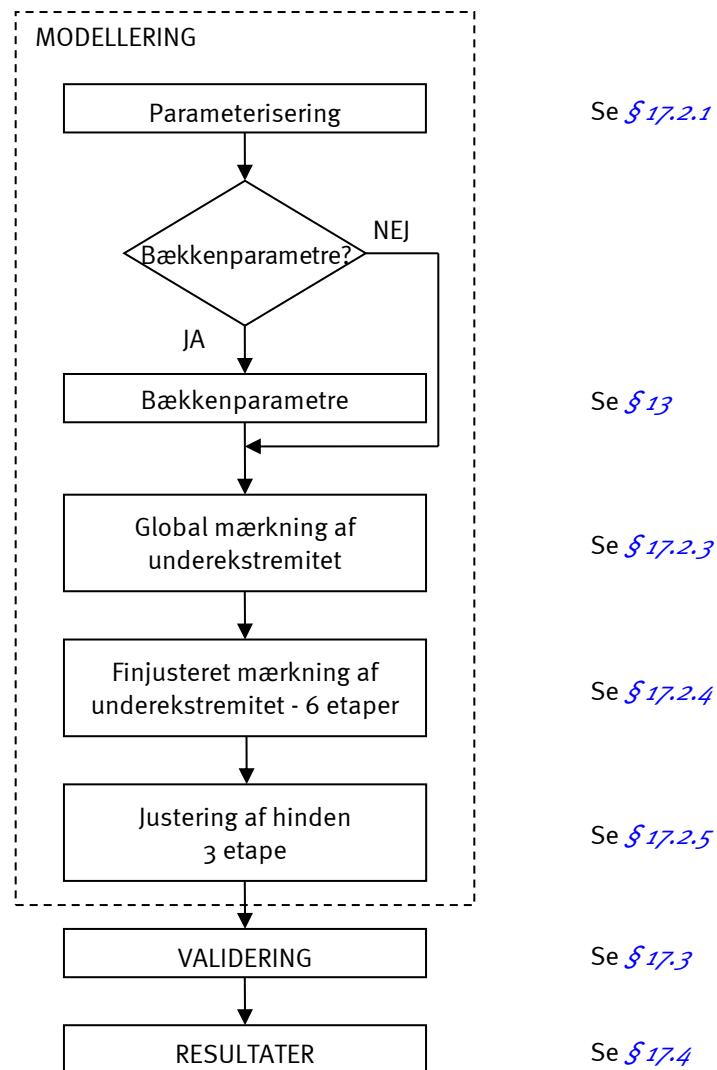 MODELLERING
Parameterisering
Se § 17.2.1
Bækkenparametre?
NEJ
JA
Bækkenparametre
Se § 13
Global mærkning af
underekstremitet
Se § 17.2.3
Finjusteret mærkning af
underekstremitet - 6 etaper
Se § 17.2.4
Justering af hinden
3 etape
Se § 17.2.5
VALIDERING
Se § 17.3
RESULTATER
Se § 17.4